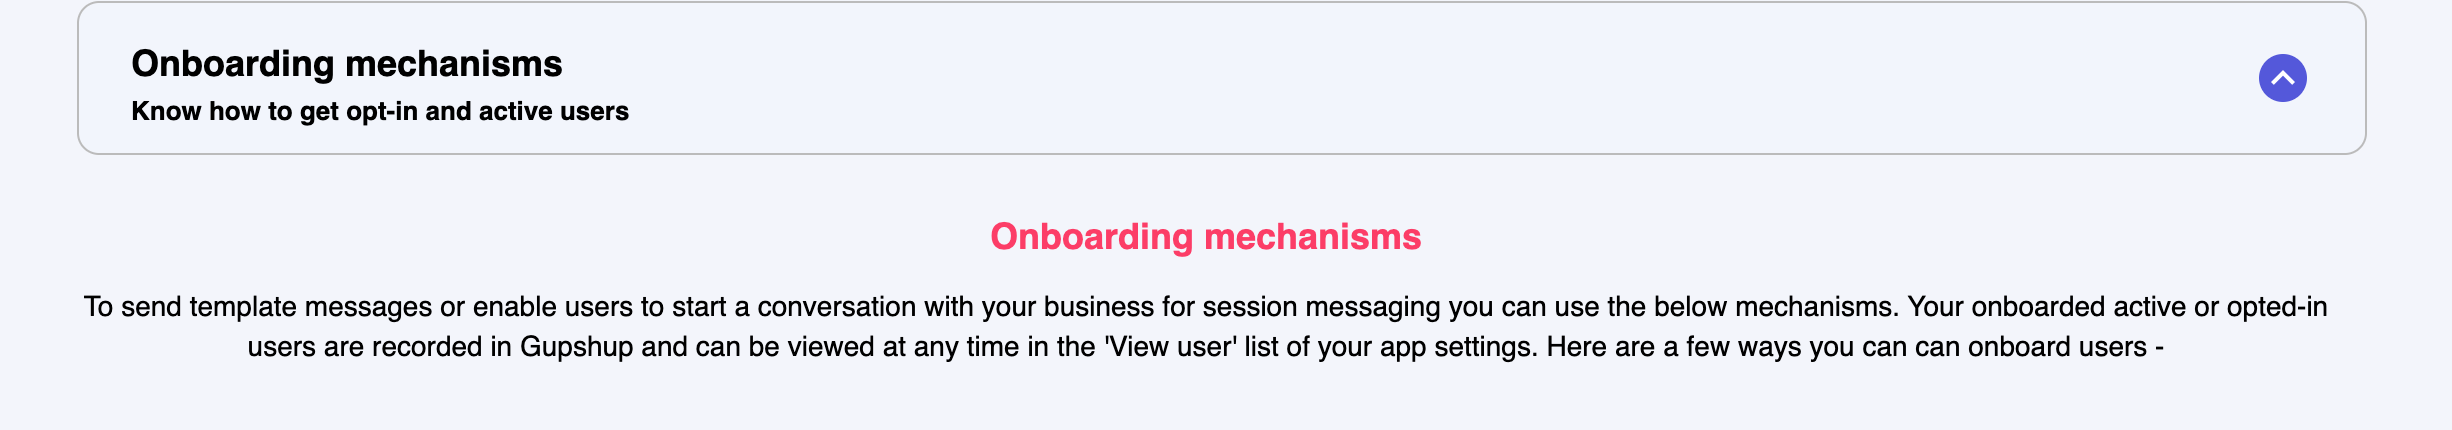 Onboarding mechanisms
Know how to get opt-in and active users
Onboarding mechanisms
To send template messages or enable users to start a conversation with your business for session messaging you can use the below mechanisms. Your onboarded active or opted-in
users are recorded in Gupshup and can be viewed at any time in the 'View user' list of your app settings. Here are a few ways you can can onboard users -